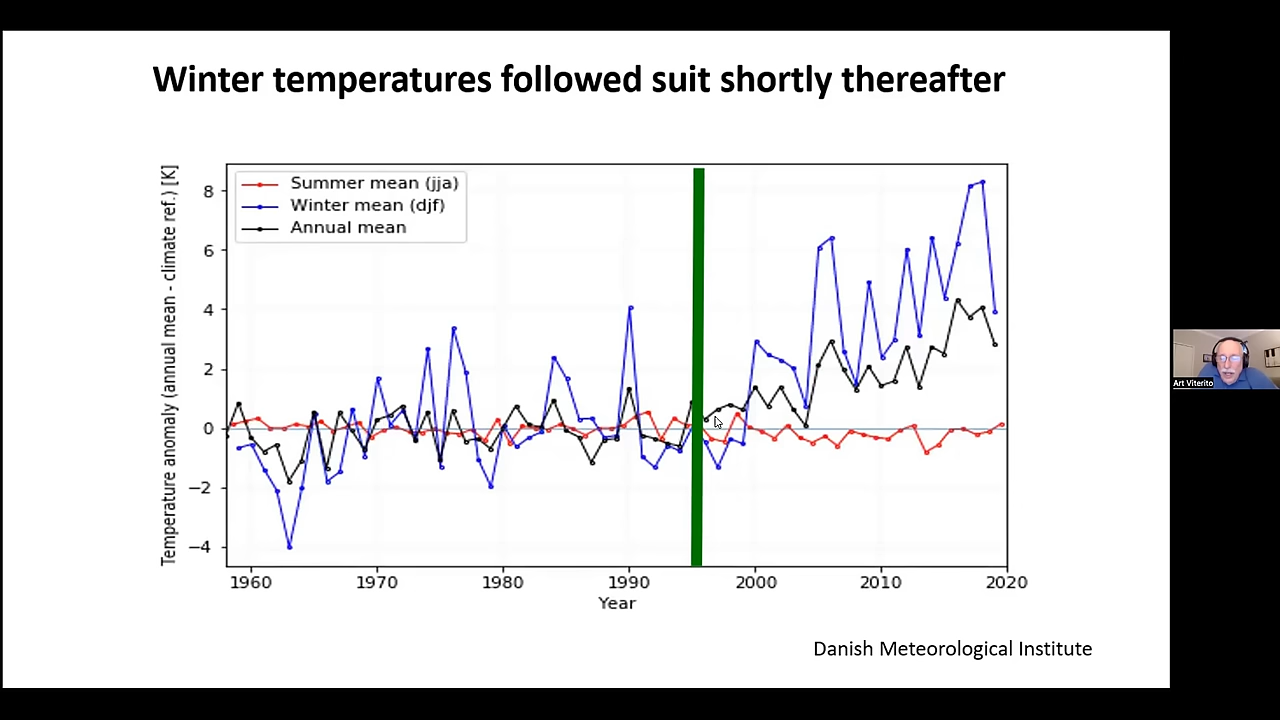 Winter temperatures followed suit shortly thereafter
Temperature anomaly (annual mean - climate ref.) [K]
Summer mean (jja)
Winter mean (djf)
Annual mean
8
6
4
2
0
−2
−4
1960 1970 1980 1990 2000 2010 2020
Year
Danish Meteorological Institute
Art Viterito